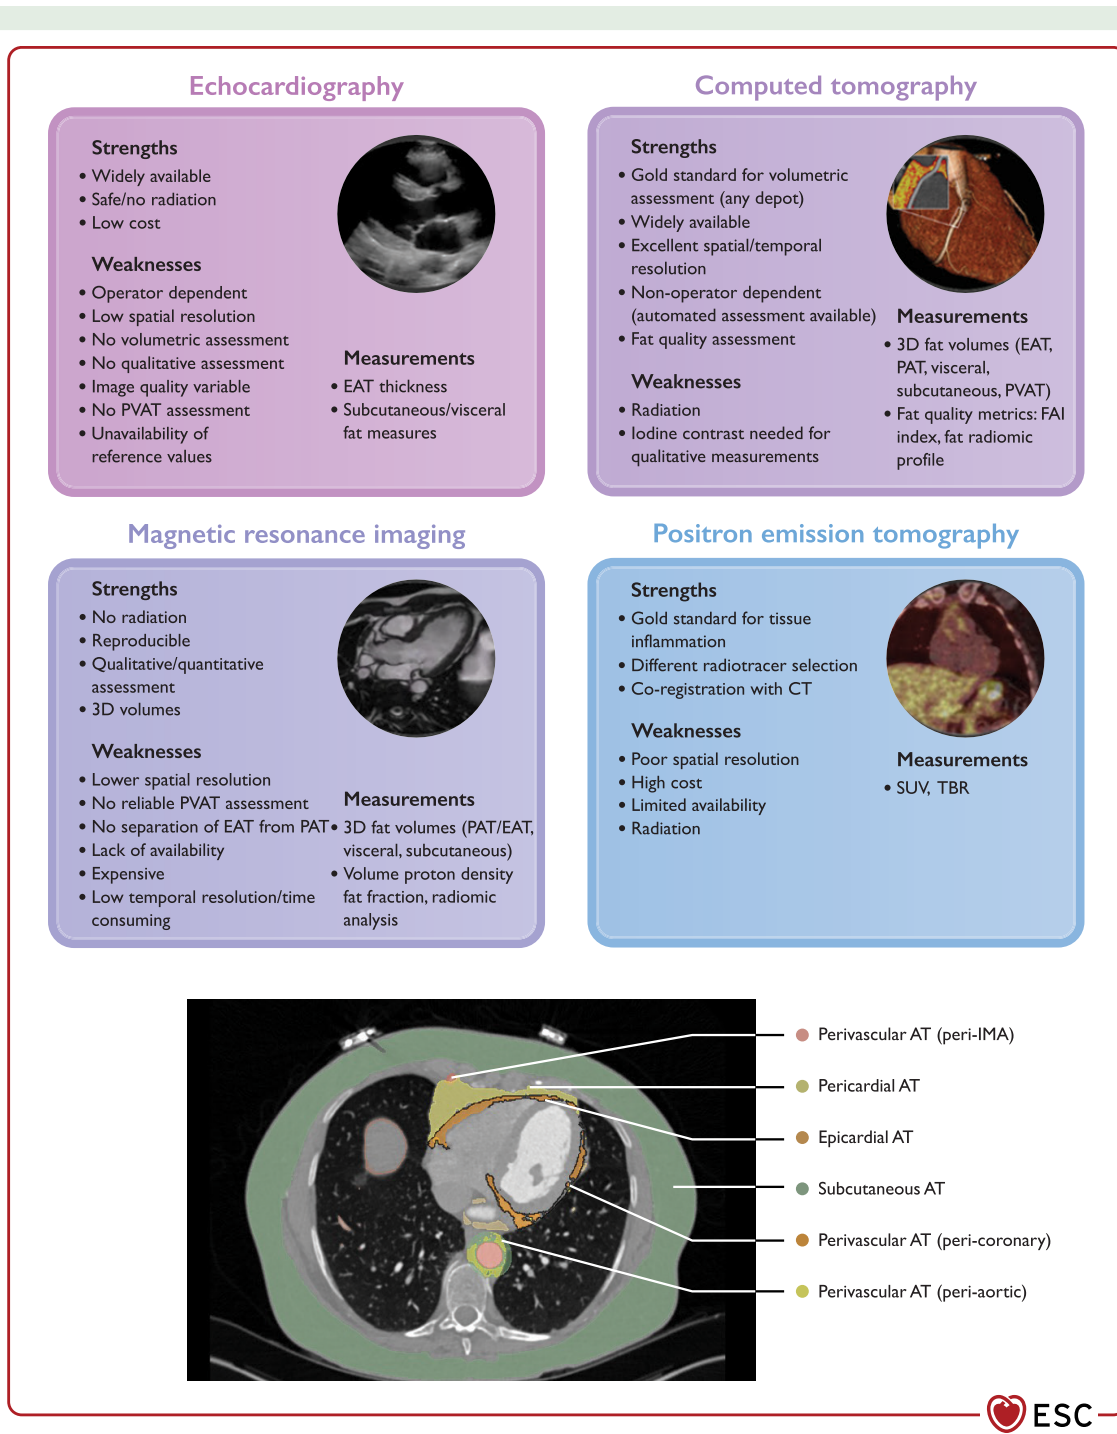 Echocardiography
Strengths
• Widely available
• Safe/no radiation
• Low cost
Weaknesses
• Operator dependent
• Low spatial resolution
• No volumetric assessment
• No qualitative assessment
• Image quality variable
• No PVAT assessment
• Unavailability of
reference values
Measurements
• EAT thickness
• Subcutaneous/visceral
fat measures
Computed tomography
Strengths
• Gold standard for volumetric
assessment (any depot)
• Widely available
• Excellent spatial/temporal
resolution
• Non-operator dependent
(automated assessment available)
• Fat quality assessment
Weaknesses
• Radiation
• Iodine contrast needed for
qualitative measurements
Measurements
• 3D fat volumes (EAT,
PAT, visceral,
subcutaneous, PVAT)
• Fat quality metrics: FAI
index, fat radiomic
profile
Magnetic resonance imaging
Strengths
• No radiation
• Reproducible
• Qualitative/quantitative
assessment
• 3D volumes
Weaknesses
• Lower spatial resolution
• No reliable PVAT assessment
• No separation of EAT from PAT
• Lack of availability
• Expensive
• Low temporal resolution/time
consuming
Measurements
• 3D fat volumes (PAT/EAT,
visceral, subcutaneous)
• Volume proton density
fat fraction, radiomic
analysis
Positron emission tomography
Strengths
• Gold standard for tissue
inflammation
• Different radiotracer selection
• Co-registration with CT
Weaknesses
• Poor spatial resolution
• High cost
• Limited availability
• Radiation
Measurements
• SUV, TBR
Perivascular AT (peri-IMA)
Pericardial AT
Epicardial AT
Subcutaneous AT
Perivascular AT (peri-coronary)
Perivascular AT (peri-aortic)
ESC